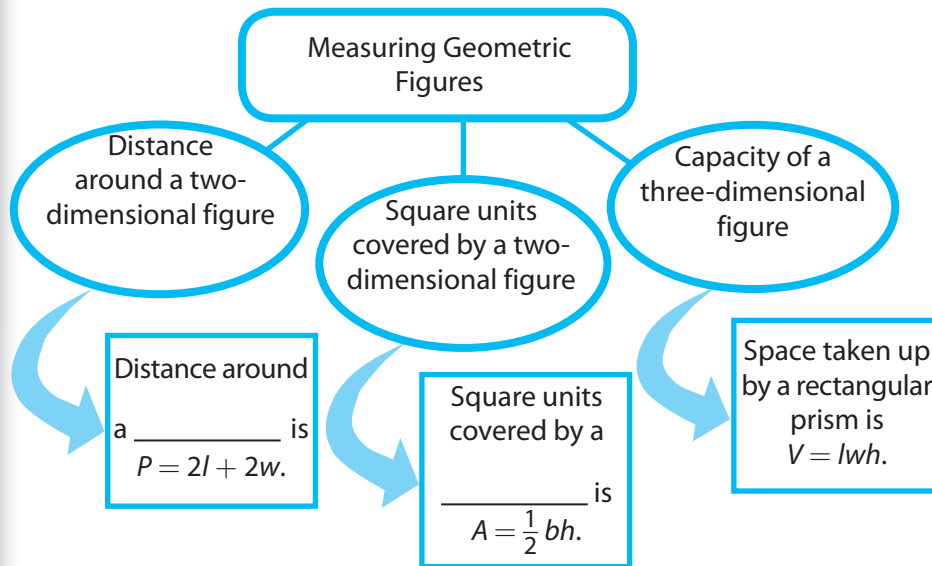 Measuring Geometric
Figures
Distance
around a two-
dimensional figure
Square units
covered by a two-
dimensional figure
Capacity of a
three-dimensional
figure
Distance around
a __________ is
P = 2l + 2w.
Square units
covered by a
__________ is
A = 1/2 bh.
Space taken up
by a rectangular
prism is
V = lwh.